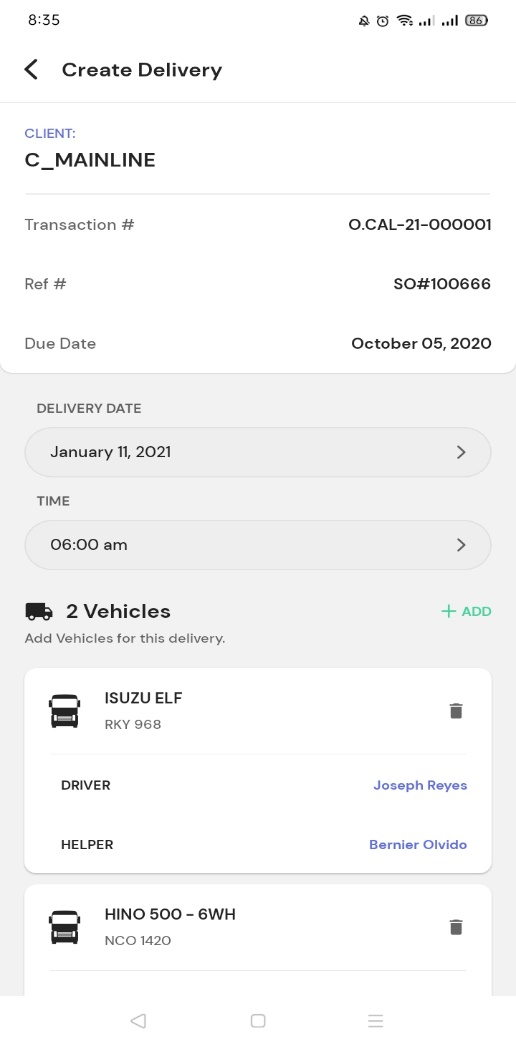 8:35
86
Create Delivery
CLIENT:
C_MAINLINE
Transaction # O.CAL-21-000001
Ref # SO#100666
Due Date October 05, 2020
DELIVERY DATE
January 11, 2021
TIME
06:00 am
2 Vehicles + ADD
Add Vehicles for this delivery.
ISUZU ELF
RKY 968
DRIVER Joseph Reyes
HELPER Bernier Olvido
HINO 500 - 6WH
NCO 1420